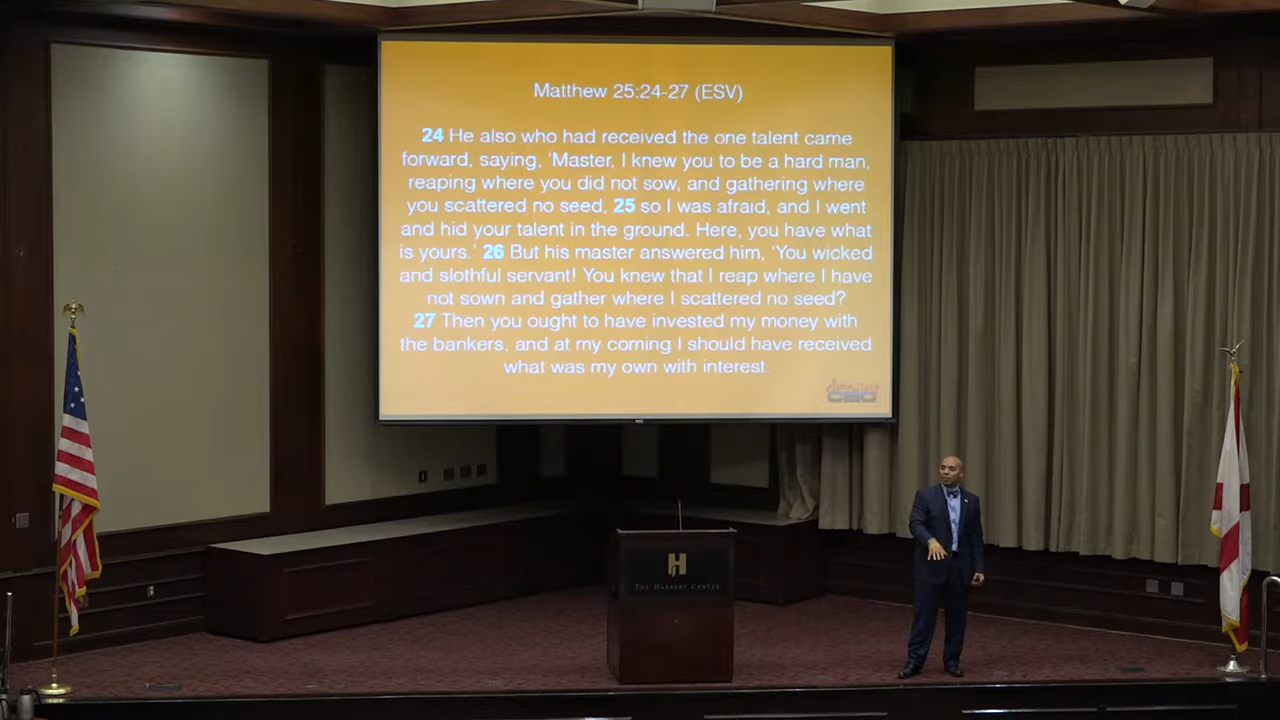 Matthew 25:24-27 (ESV)
24 He also who had received the one talent came
forward, saying, 'Master, I knew you to be a hard man,
reaping where you did not sow, and gathering where
you scattered no seed, 25 so I was afraid, and I went
and hid your talent in the ground. Here, you have what
is yours.' 26 But his master answered him, 'You wicked
and slothful servant! You knew that I reap where I have
not sown and gather where I scattered no seed?
27 Then you ought to have invested my money with
the bankers, and at my coming I should have received
what was my own with interest.
CEO
H
THE HARBERT CENTER